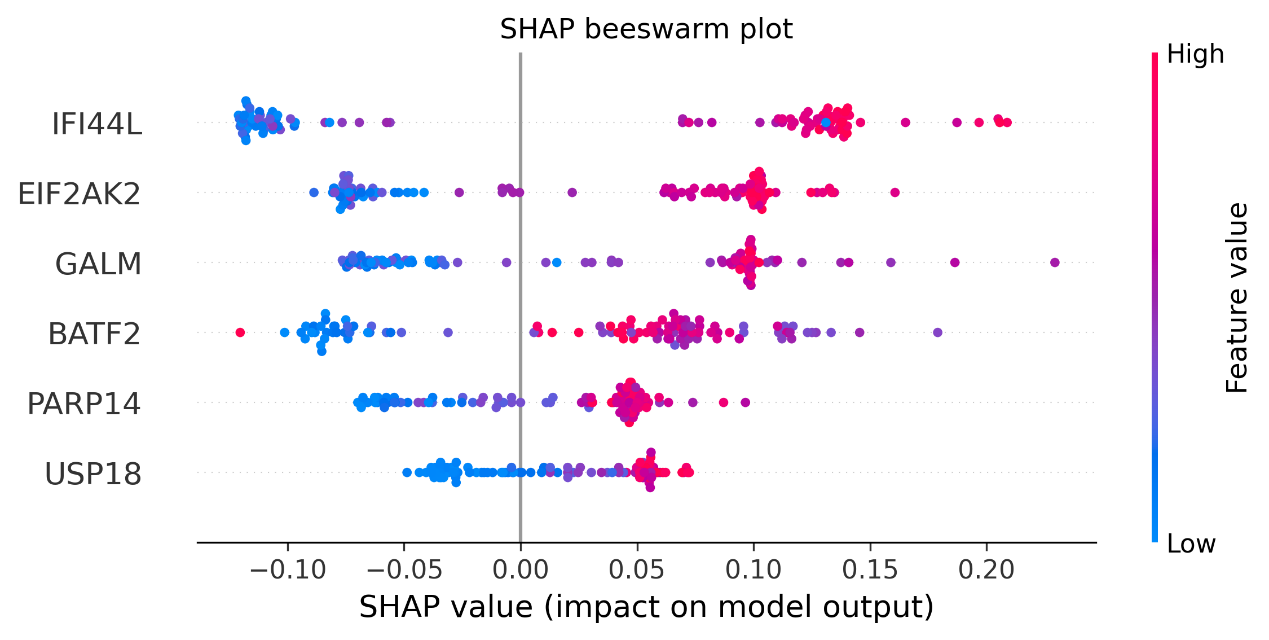 SHAP beeswarm plot
High
IFI44L
EIF2AK2
GALM
BATF2
PARP14
USP18
Feature value
Low
−0.10 −0.05 0.00 0.05 0.10 0.15 0.20
SHAP value (impact on model output)